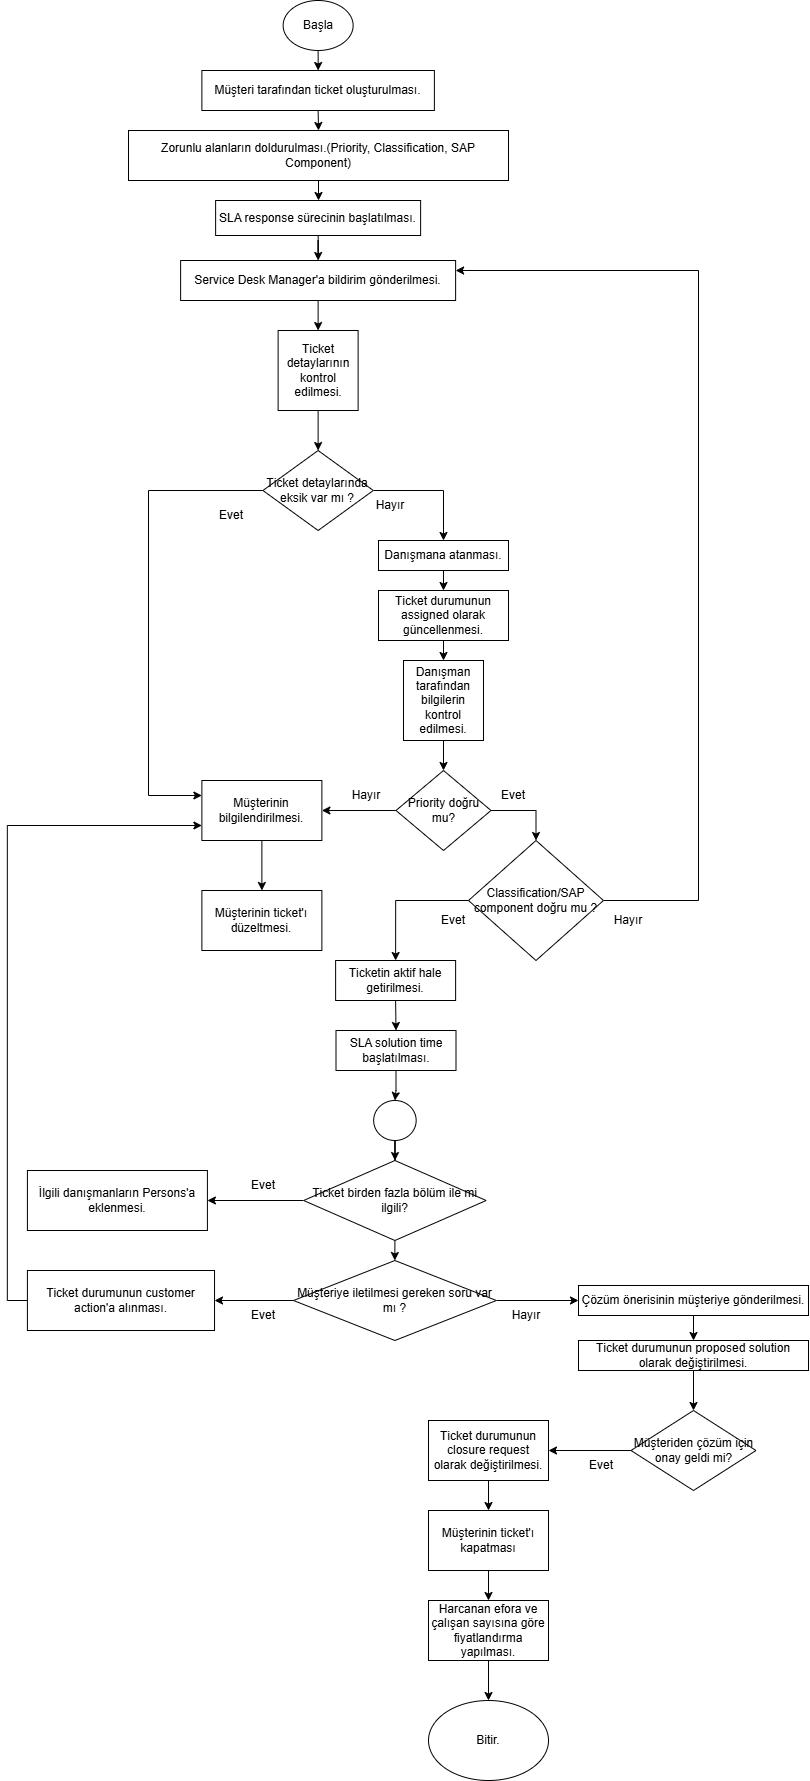 Başla
Müşteri tarafından ticket oluşturulması.
Zorunlu alanların doldurulması.(Priority, Classification, SAP
Component)
SLA response sürecinin başlatılması.
Service Desk Manager'a bildirim gönderilmesi.
Ticket
detaylarının
kontrol
edilmesi.
Ticket detaylarında
eksik var mı ?
Evet
Hayır
Danışmana atanması.
Ticket durumunun
assigned olarak
güncellenmesi.
Danışman
tarafından
bilgilerin
kontrol
edilmesi.
Müşterinin
bilgilendirilmesi.
Hayır
Priority doğru
mu?
Evet
Müşterinin ticket'ı
düzeltmesi.
Classification/SAP
component doğru mu ?
Evet
Hayır
Ticketin aktif hale
getirilmesi.
SLA solution time
başlatılması.
İlgili danışmanların Persons'a
eklenmesi.
Evet
Ticket birden fazla bölüm ile mi
ilgili?
Ticket durumunun customer
action'a alınması.
Evet
Müşteriye iletilmesi gereken soru var
mı ?
Hayır
Çözüm önerisinin müşteriye gönderilmesi.
Ticket durumunun proposed solution
olarak değiştirilmesi.
Müşteriden çözüm için
onay geldi mi?
Evet
Ticket durumunun
closure request
olarak değiştirilmesi.
Müşterinin ticket'ı
kapatması
Harcanan efora ve
çalışan sayısına göre
fiyatlandırma
yapılması.
Bitir.